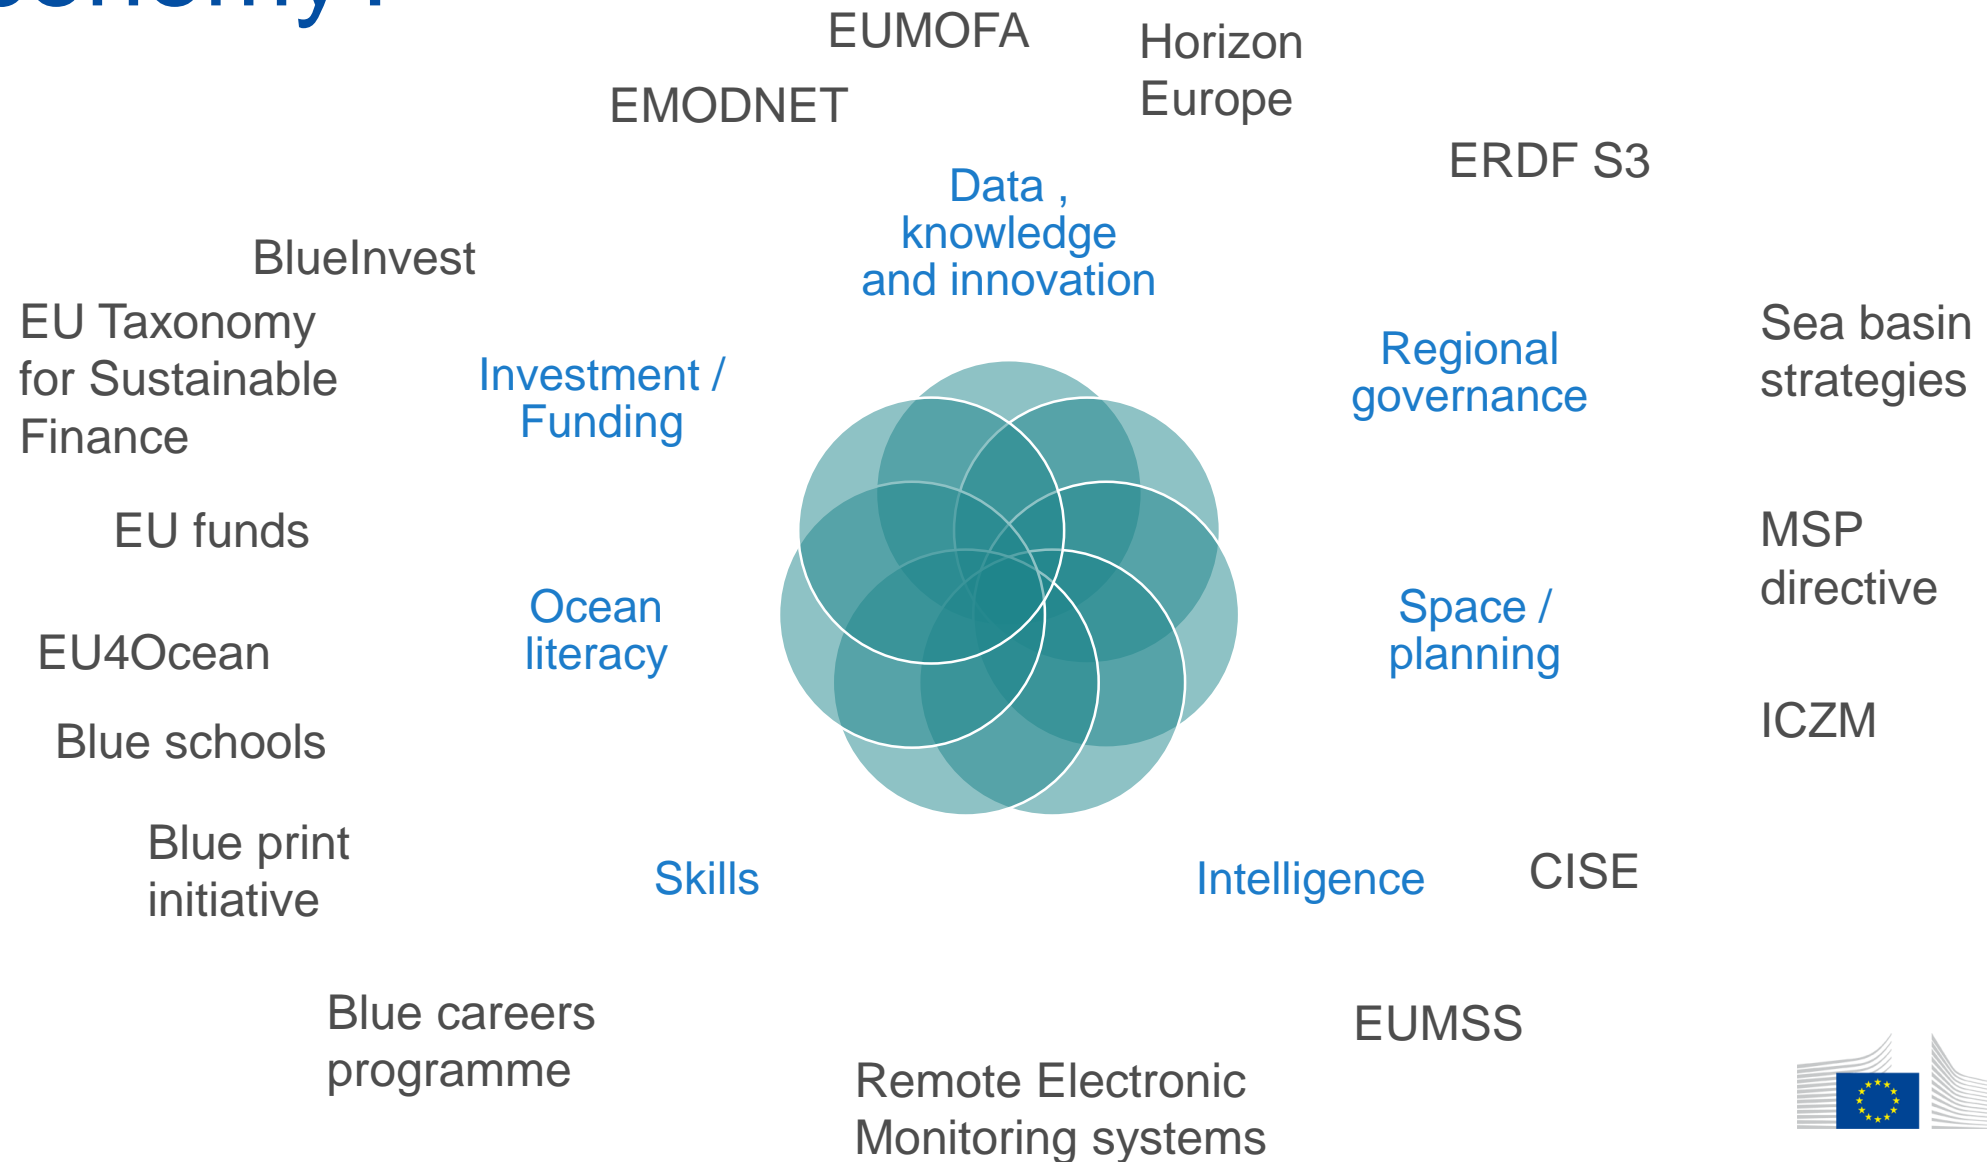 EUMOFA
Horizon
Europe
EMODNET
ERDF S3
Data ,
knowledge
and innovation
BlueInvest
EU Taxonomy
for Sustainable
Finance
Investment /
Funding
Regional
governance
Sea basin
strategies
EU funds
MSP
directive
Ocean
literacy
Space /
planning
EU4Ocean
Blue schools
ICZM
Blue print
initiative
Skills
Intelligence
CISE
Blue careers
programme
EUMSS
Remote Electronic
Monitoring systems